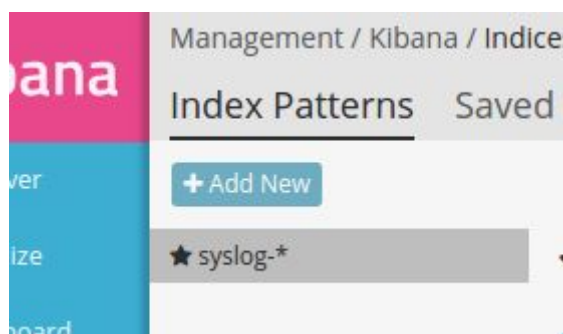 Management / Kibana / Indice
bana
Index Patterns Saved
ver
+ Add New
ize
★ syslog-*
board